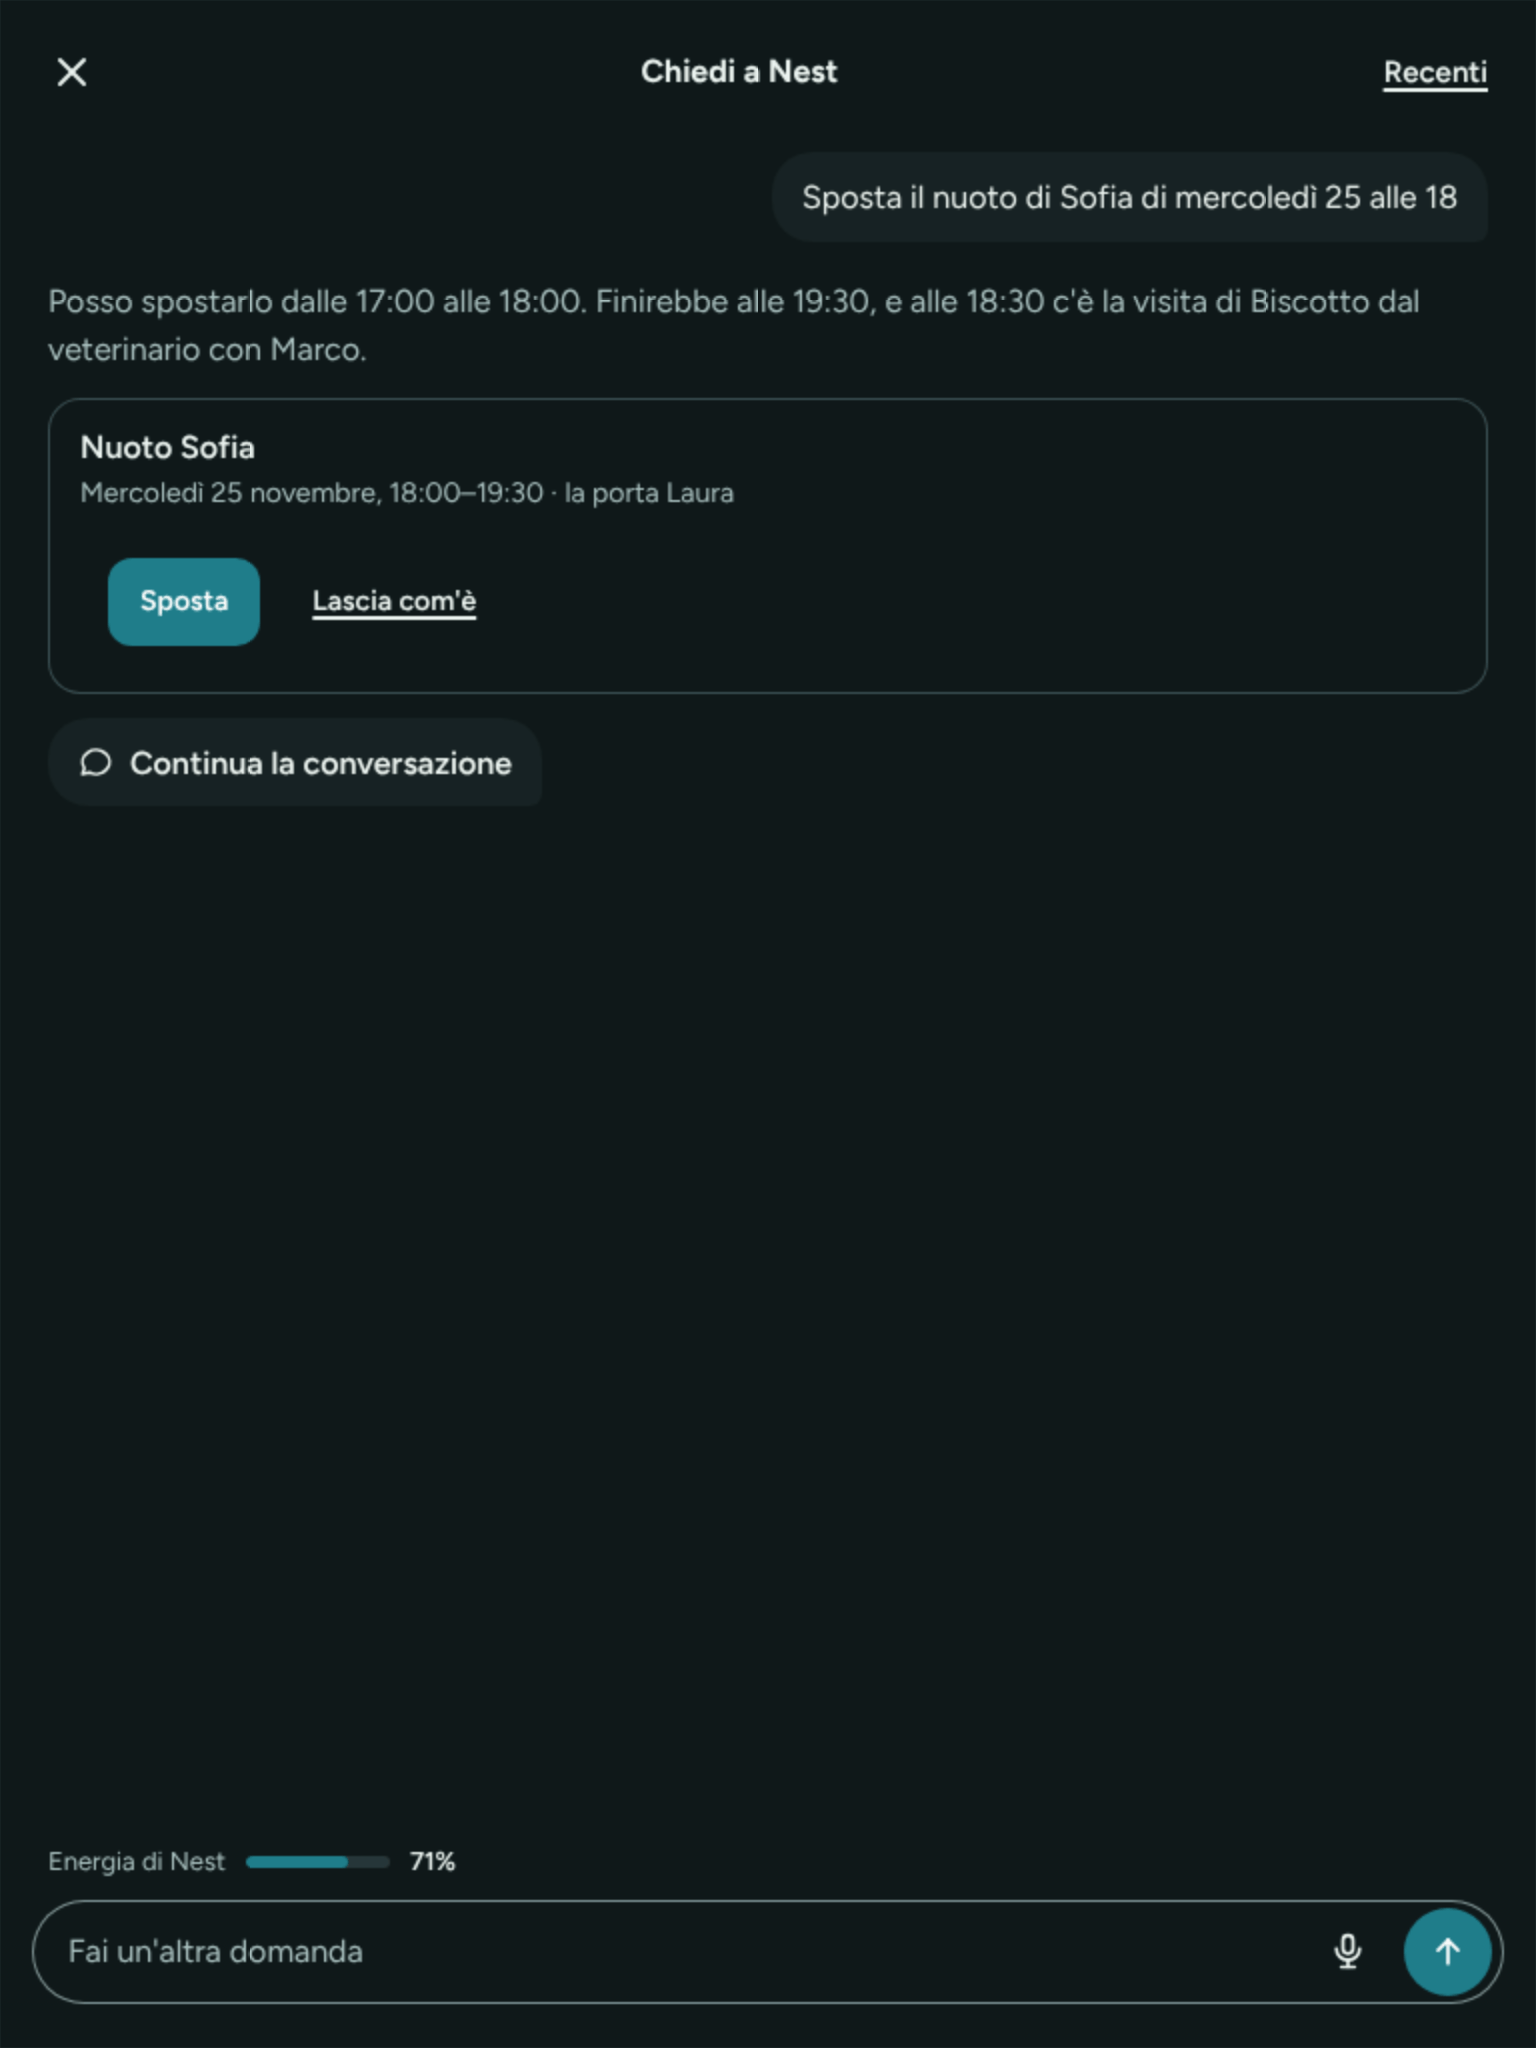 Chiedi a Nest
Recenti
Sposta il nuoto di Sofia di mercoledì 25 alle 18
Posso spostarlo dalle 17:00 alle 18:00. Finirebbe alle 19:30, e alle 18:30 c'è la visita di Biscotto dal
veterinario con Marco.
Nuoto Sofia
Mercoledì 25 novembre, 18:00–19:30 · la porta Laura
Sposta
Lascia com'è
Continua la conversazione
Energia di Nest 71%
Fai un'altra domanda